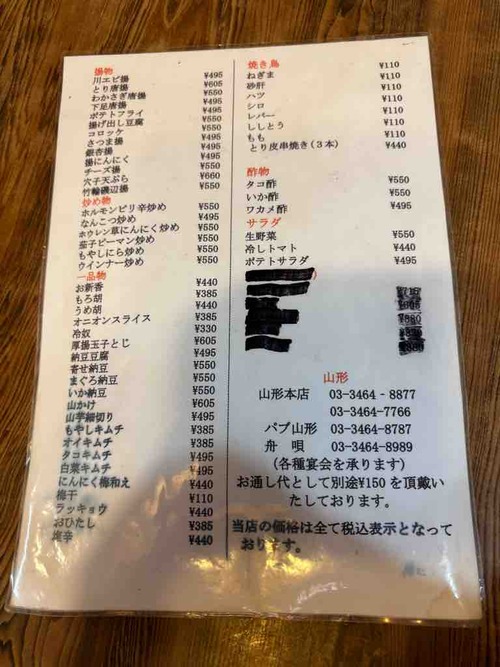 揚物
川エビ揚 ¥495
とり唐揚 ¥605
わかさぎ唐揚 ¥550
下足唐揚 ¥550
ポテトフライ ¥495
揚げ出し豆腐 ¥550
コロッケ ¥550
さつま揚 ¥495
銀杏揚 ¥495
揚にんにく ¥495
チーズ揚 ¥550
穴子天ぷら ¥660
竹輪磯辺揚 ¥550
炒め物
ホルモンピリ辛炒め ¥550
なんこつ炒め ¥495
ホウレン草にんにく炒め ¥550
茄子ピーマン炒め ¥550
もやしにら炒め ¥550
ウインナー炒め ¥550
一品物
お新香 ¥440
もろ胡 ¥385
うめ胡 ¥440
オニオンスライス ¥385
冷奴 ¥330
厚揚玉子とじ ¥605
納豆豆腐 ¥495
寄せ納豆 ¥550
まぐろ納豆 ¥550
いか納豆 ¥550
山かけ ¥605
山芋細切り ¥495
もやしキムチ ¥385
オイキムチ ¥385
タコキムチ ¥495
白菜キムチ ¥495
にんにく梅和え ¥440
梅干 ¥110
ラッキョウ ¥440
おひたし ¥385
塩辛 ¥440
焼き鳥
ねぎま ¥110
砂肝 ¥110
ハツ ¥110
シロ ¥110
レバー ¥110
ししとう ¥110
もも ¥110
とり皮串焼き(3本) ¥440
酢物
タコ酢 ¥550
いか酢 ¥550
ワカメ酢 ¥495
サラダ
生野菜 ¥550
冷しトマト ¥440
ポテトサラダ ¥495
山形
山形本店 03-3464-8877
03-3464-7766
パブ山形 03-3464-8787
舟 唄 03-3464-8989
(各種宴会を承ります)
お通し代として別途¥150を頂戴い
たしております。
当店の価格は全て税込表示となって
おります。